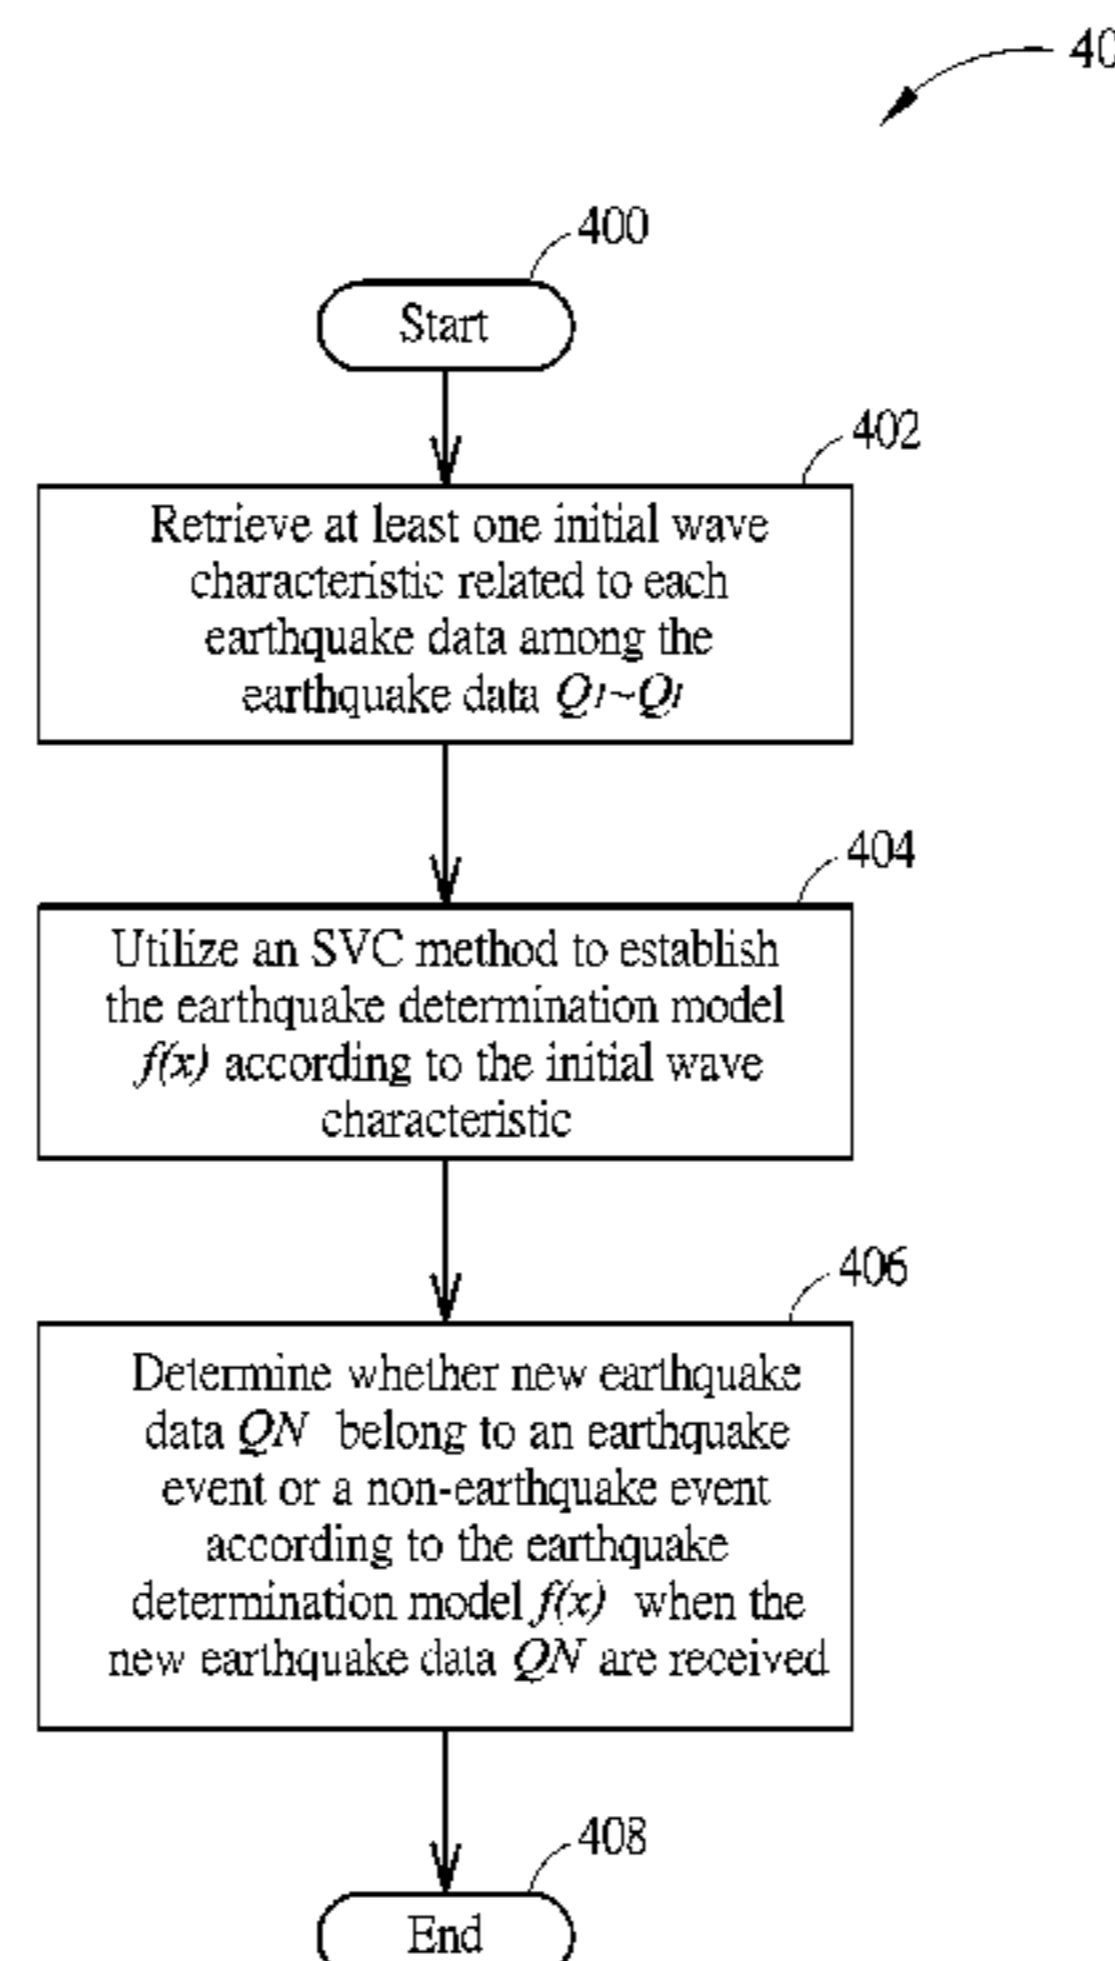 40
400
Start
402
Retrieve at least one initial wave
characteristic related to each
earthquake data among the
earthquake data Q1~Ql
404
Utilize an SVC method to establish
the earthquake determination model
f(x) according to the initial wave
characteristic
406
Determine whether new earthquake
data QN belong to an earthquake
event or a non-earthquake event
according to the earthquake
determination model f(x) when the
new earthquake data QN are received
408
End